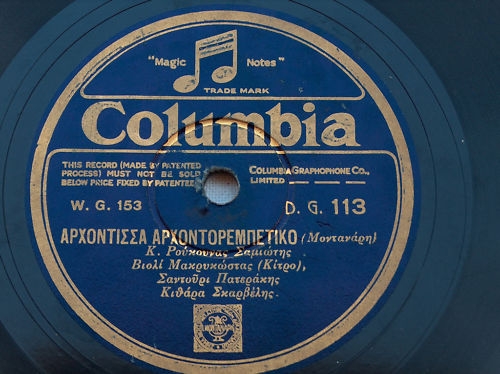 "Magic Notes"
TRADE MARK
Columbia
THIS RECORD (MADE BY PATENTED
PROCESS) MUST NOT BE SOLD
BELOW PRICE FIXED BY PATENTEE
COLUMBIA GRAPHOPHONE CO.,
LIMITED
W. G. 153
D. G. 113
ΑΡΧΟΝΤΙΣΣΑ ΑΡΧΟΝΤΟΡΕΜΠΕΤΙΚΟ (Μοντανάρη)
Κ. Ρούκουνας Σαμιώτης
Βιολί Μακρυκώστας (Κίτρο),
Σαντούρι Πατεράκης
Κιθάρα Σκαρβέλης.